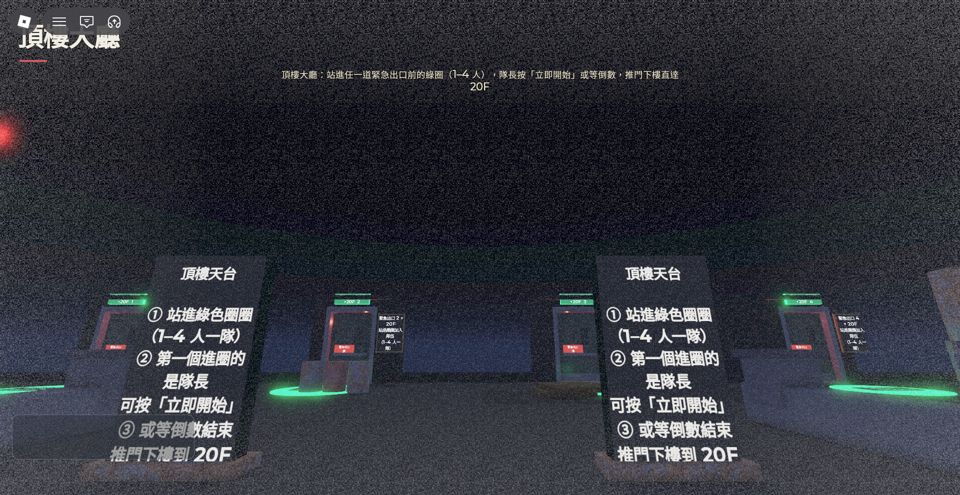 頂樓大廳
頂樓大廳：站進任一道緊急出口前的綠圈（1–4 人），隊長按「立即開始」或等倒數，推門下樓直達
20F
頂樓天台
① 站進綠色圈圈
（1–4 人一隊）
② 第一個進圈的
是隊長
可按「立即開始」
③ 或等倒數結束
推門下樓到 20F
頂樓天台
① 站進綠色圈圈
（1–4 人一隊）
② 第一個進圈的
是隊長
可按「立即開始」
③ 或等倒數結束
推門下樓到 20F